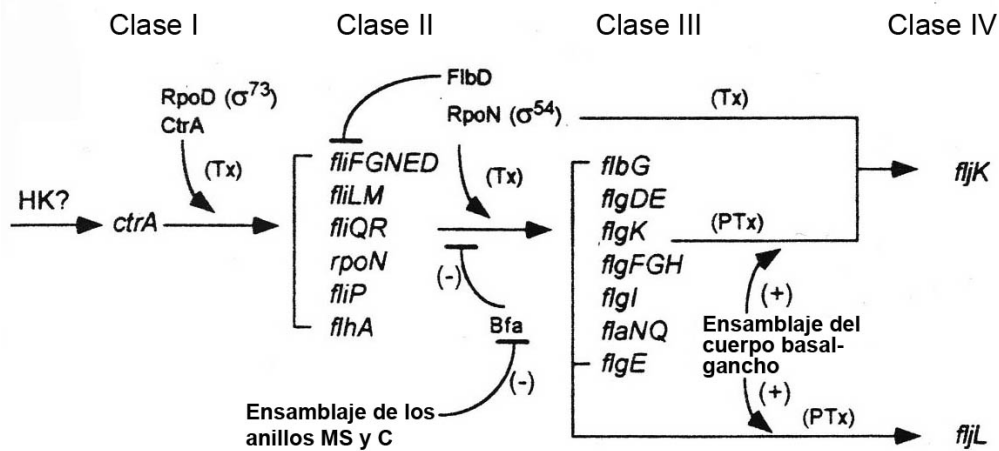 Clase I
Clase II
Clase III
Clase IV
FlbD
RpoD (σ73)
CtrA
RpoN (σ54)
(Tx)
(Tx)
(Tx)
HK?
ctrA
fliFGNED
fliLM
fliQR
rpoN
fliP
flhA
(-)
Bfa
(-)
Ensamblaje de los
anillos MS y C
flbG
flgDE
flgK
flgFGH
flgI
flaNQ
flgE
(PTx)
(+)
Ensamblaje del
cuerpo basal-
gancho
(+)
(PTx)
fljK
fljL